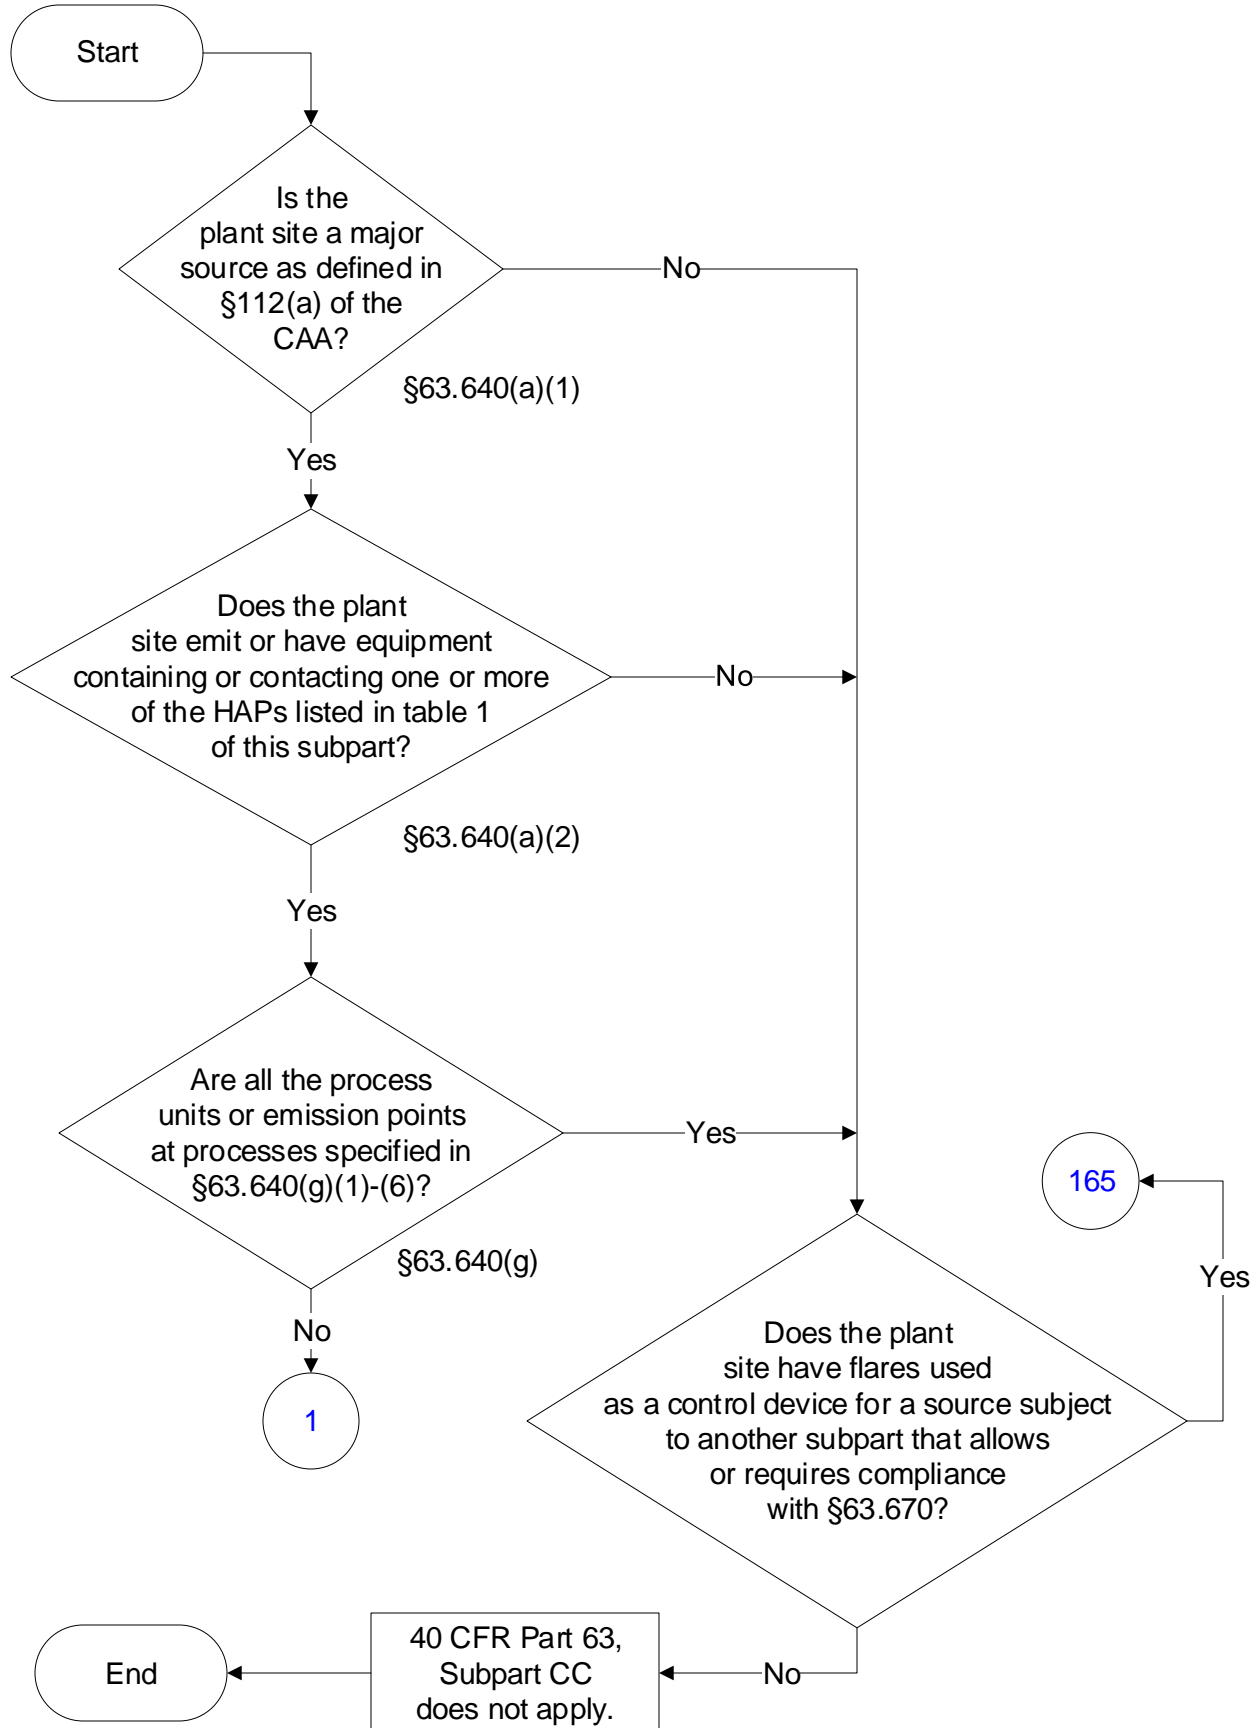 Start
Is the
plant site a major
source as defined in
§112(a) of the
CAA?
No
§63.640(a)(1)
Yes
Does the plant
site emit or have equipment
containing or contacting one or more
of the HAPs listed in table 1
of this subpart?
No
§63.640(a)(2)
Yes
Are all the process
units or emission points
at processes specified in
§63.640(g)(1)-(6)?
Yes
§63.640(g)
No
1
165
Yes
Does the plant
site have flares used
as a control device for a source subject
to another subpart that allows
or requires compliance
with §63.670?
No
40 CFR Part 63,
Subpart CC
does not apply.
End